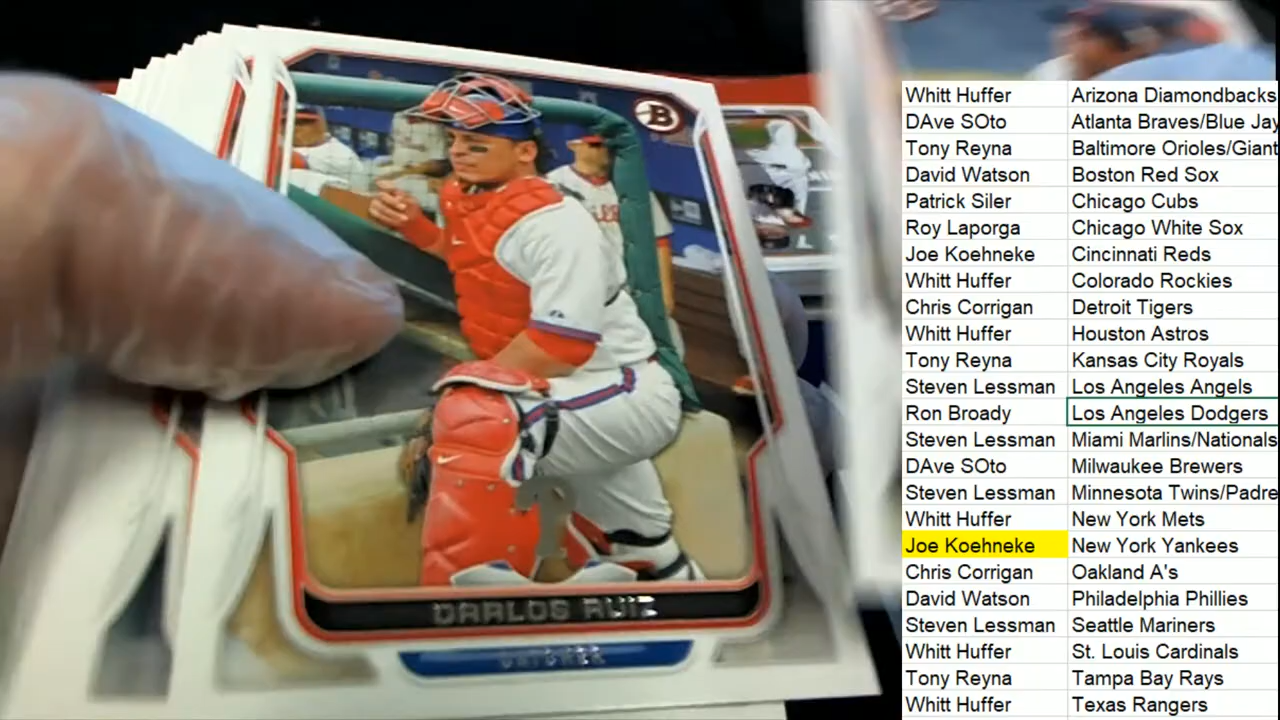 B
CARLOS RUIZ
CATCHER
Whitt Huffer Arizona Diamondbacks
DAve SOto Atlanta Braves/Blue Jay
Tony Reyna Baltimore Orioles/Giant
David Watson Boston Red Sox
Patrick Siler Chicago Cubs
Roy Laporga Chicago White Sox
Joe Koehneke Cincinnati Reds
Whitt Huffer Colorado Rockies
Chris Corrigan Detroit Tigers
Whitt Huffer Houston Astros
Tony Reyna Kansas City Royals
Steven Lessman Los Angeles Angels
Ron Broady Los Angeles Dodgers
Steven Lessman Miami Marlins/Nationals
DAve SOto Milwaukee Brewers
Steven Lessman Minnesota Twins/Padre
Whitt Huffer New York Mets
Joe Koehneke New York Yankees
Chris Corrigan Oakland A's
David Watson Philadelphia Phillies
Steven Lessman Seattle Mariners
Whitt Huffer St. Louis Cardinals
Tony Reyna Tampa Bay Rays
Whitt Huffer Texas Rangers